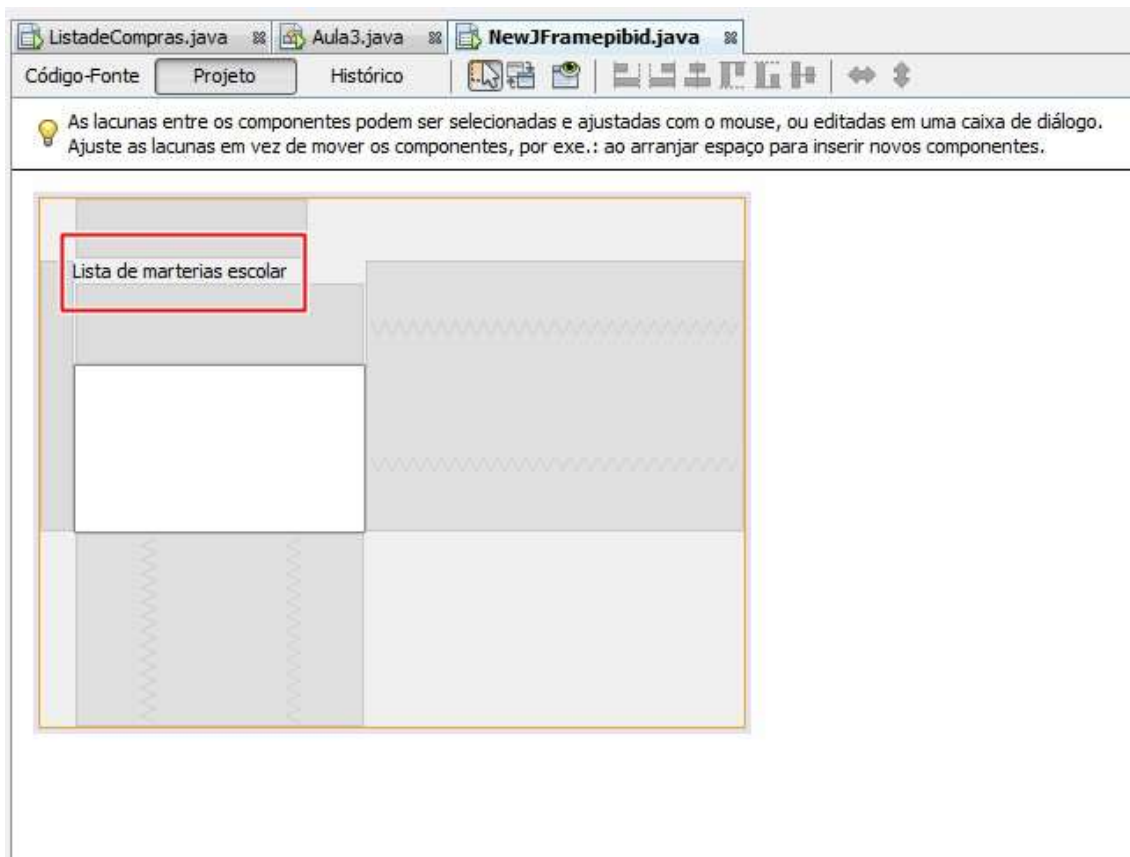 ListadeCompras.java Aula3.java NewJFramepibid.java
Código-Fonte Projeto Histórico
As lacunas entre os componentes podem ser selecionadas e ajustadas com o mouse, ou editadas em uma caixa de diálogo.
Ajuste as lacunas em vez de mover os componentes, por exe.: ao arranjar espaço para inserir novos componentes.
Lista de marterias escolar